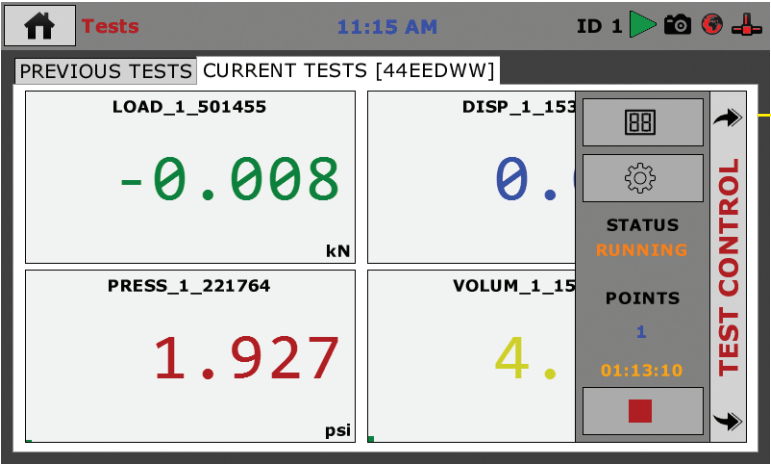 Tests 11:15 AM ID 1
PREVIOUS TESTS CURRENT TESTS [44EEDWW]
LOAD_1_501455
-0.008
kN
DISP_1_153
0.
PRESS_1_221764
1.927
psi
VOLUM_1_15
4.
88
STATUS
RUNNING
POINTS
1
01:13:10
TEST CONTROL